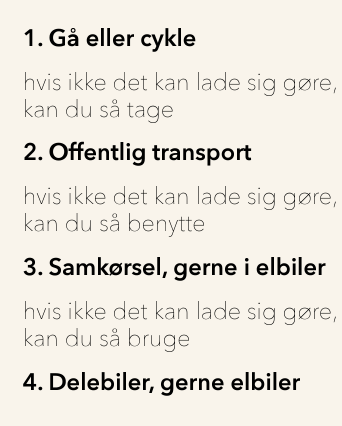 1. Gå eller cykle
hvis ikke det kan lade sig gøre,
kan du så tage
2. Offentlig transport
hvis ikke det kan lade sig gøre,
kan du så benytte
3. Samkørsel, gerne i elbiler
hvis ikke det kan lade sig gøre,
kan du så bruge
4. Delebiler, gerne elbiler